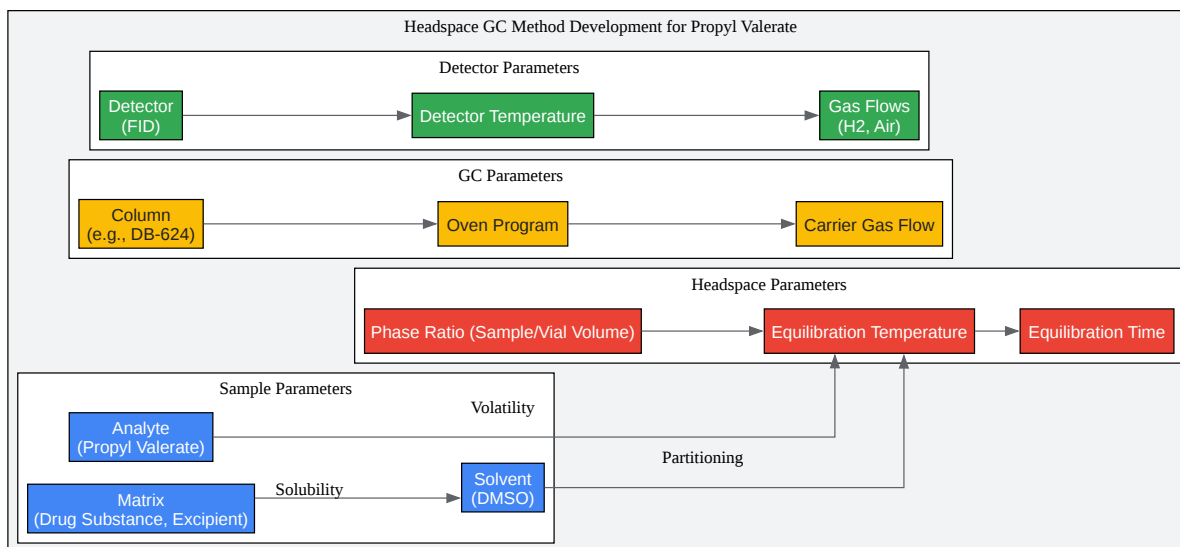 Headspace GC Method Development for Propyl Valerate
Detector Parameters
Detector
(FID)
Detector Temperature
Gas Flows
(H2, Air)
GC Parameters
Column
(e.g., DB-624)
Oven Program
Carrier Gas Flow
Headspace Parameters
Phase Ratio (Sample/Vial Volume)
Equilibration Temperature
Equilibration Time
Sample Parameters
Volatility
Analyte
(Propyl Valerate)
Partitioning
Solubility
Solvent
(DMSO)
Matrix
(Drug Substance, Excipient)